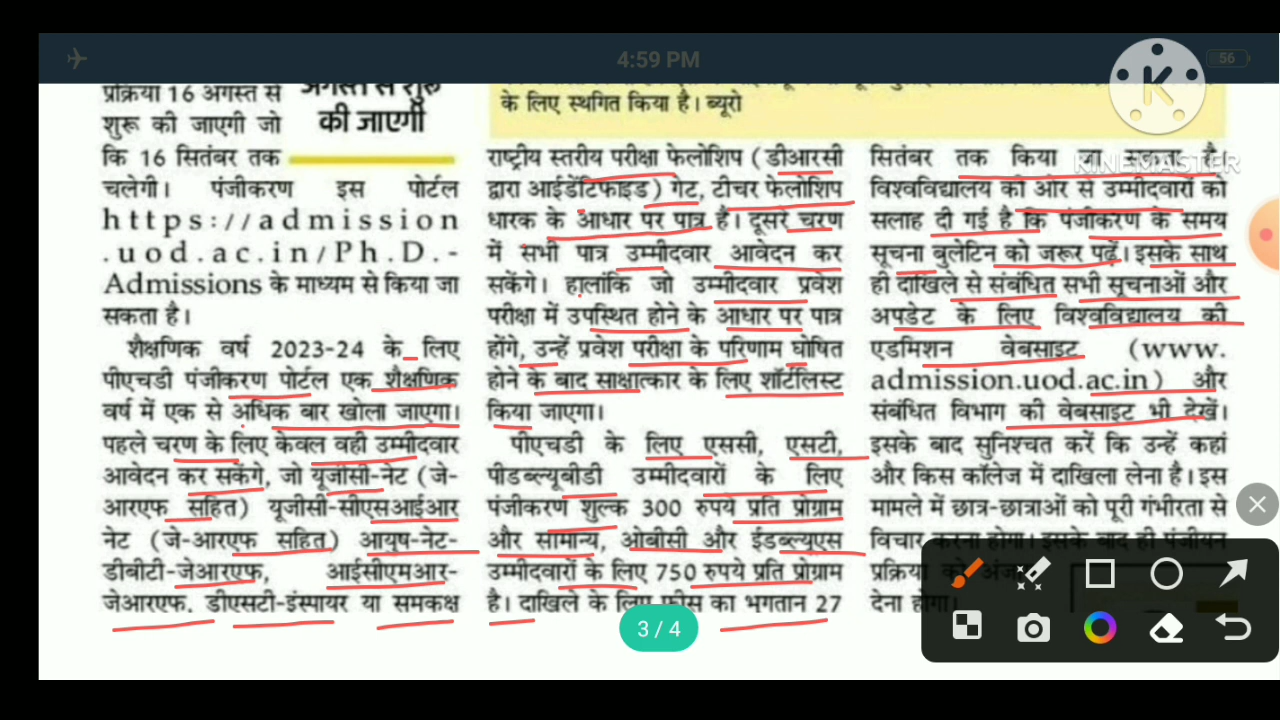 4:59 PM
56
K
KINEMASTER
प्रक्रिया 16 अगस्त से
शुरू की जाएगी जो
कि 16 सितंबर तक
चलेगी। पंजीकरण इस पोर्टल
https://admission
.uod.ac.in/Ph.D.-
Admissions के माध्यम से किया जा
सकता है।
शैक्षणिक वर्ष 2023-24 के लिए
पीएचडी पंजीकरण पोर्टल एक शैक्षणिक
वर्ष में एक से अधिक बार खोला जाएगा।
पहले चरण के लिए केवल वही उम्मीदवार
आवेदन कर सकेंगे, जो यूजीसी-नेट (जे-
आरएफ सहित) यूजीसी-सीएसआईआर
नेट (जे-आरएफ सहित) आयुष-नेट-
डीबीटी-जेआरएफ, आईसीएमआर-
जेआरएफ, डीएसटी-इंस्पायर या समकक्ष
अगस्त से शुरू
की जाएगी
के लिए स्थगित किया है। ब्यूरो
राष्ट्रीय स्तरीय परीक्षा फेलोशिप (डीआरसी
द्वारा आईडेंटिफाइड) गेट, टीचर फेलोशिप
धारक के आधार पर पात्र है। दूसरे चरण
में सभी पात्र उम्मीदवार आवेदन कर
सकेंगे। हालांकि जो उम्मीदवार प्रवेश
परीक्षा में उपस्थित होने के आधार पर पात्र
होंगे, उन्हें प्रवेश परीक्षा के परिणाम घोषित
होने के बाद साक्षात्कार के लिए शॉर्टलिस्ट
किया जाएगा।
पीएचडी के लिए एससी, एसटी,
पीडब्ल्यूबीडी उम्मीदवारों के लिए
पंजीकरण शुल्क 300 रुपये प्रति प्रोग्राम
और सामान्य, ओबीसी और ईडब्ल्यूएस
उम्मीदवारों के लिए 750 रुपये प्रति प्रोग्राम
है। दाखिले के लिए फीस का भुगतान 27
सितंबर तक किया जा सकता है।
विश्वविद्यालय की ओर से उम्मीदवारों को
सलाह दी गई है कि पंजीकरण के समय
सूचना बुलेटिन को जरूर पढ़ें। इसके साथ
ही दाखिले से संबंधित सभी सूचनाओं और
अपडेट के लिए विश्वविद्यालय की
एडमिशन वेबसाइट (www.
admission.uod.ac.in) और
संबंधित विभाग की वेबसाइट भी देखें।
इसके बाद सुनिश्चत करें कि उन्हें कहां
और किस कॉलेज में दाखिला लेना है। इस
मामले में छात्र-छात्राओं को पूरी गंभीरता से
विचार करना होगा। इसके बाद ही पंजीयन
प्रक्रिया को
देना होगा।
3 / 4